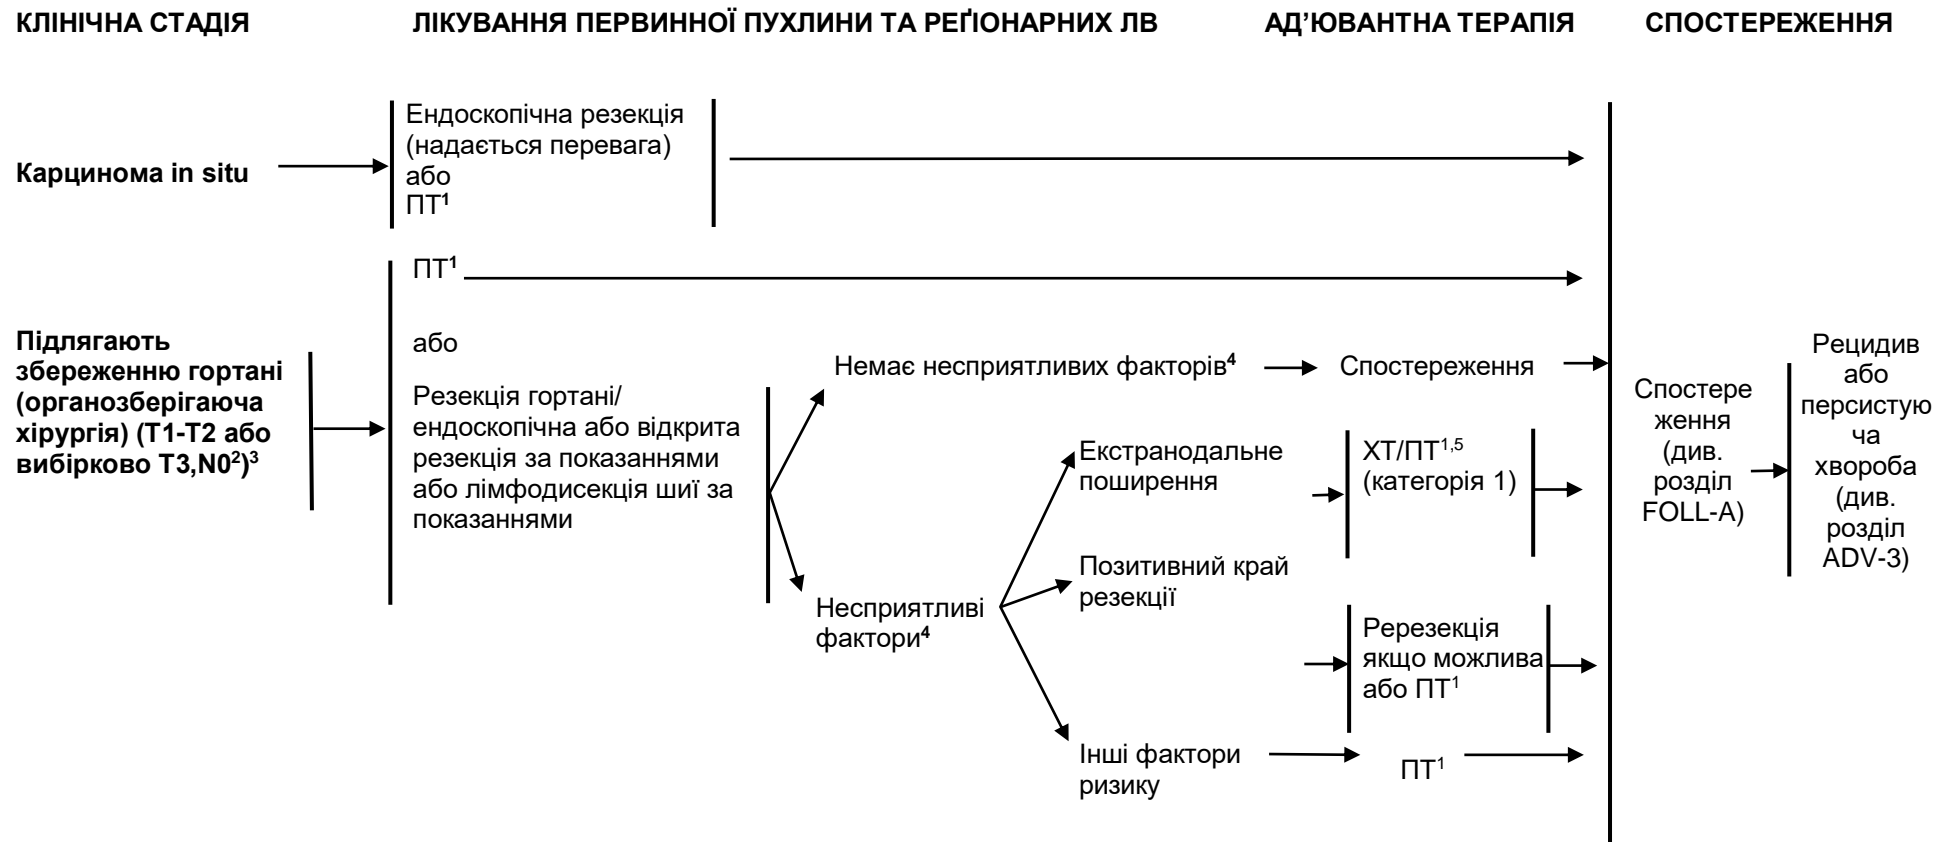 КЛІНІЧНА СТАДІЯ
ЛІКУВАННЯ ПЕРВИННОЇ ПУХЛИНИ ТА РЕҐІОНАРНИХ ЛВ
АД’ЮВАНТНА ТЕРАПІЯ
СПОСТЕРЕЖЕННЯ
Карцинома in situ
Ендоскопічна резекція
(надається перевага)
або
ПТ¹
Підлягають
збереженню гортані
(органозберігаюча
хірургія) (Т1-Т2 або
вибірково Т3,N0²)³
ПТ¹
або
Резекція гортані/
ендоскопічна або відкрита
резекція за показаннями
або лімфодисекція шиї за
показаннями
Немає несприятливих факторів⁴
Спостереження
Несприятливі
фактори⁴
Екстранодальне
поширення
ХТ/ПТ¹,⁵
(категорія 1)
Позитивний край
резекції
Ререзекція
якщо можлива
або ПТ¹
Інші фактори
ризику
ПТ¹
Спостере
ження
(див.
розділ
FOLL-A)
Рецидив
або
персистую
ча
хвороба
(див.
розділ
ADV-3)